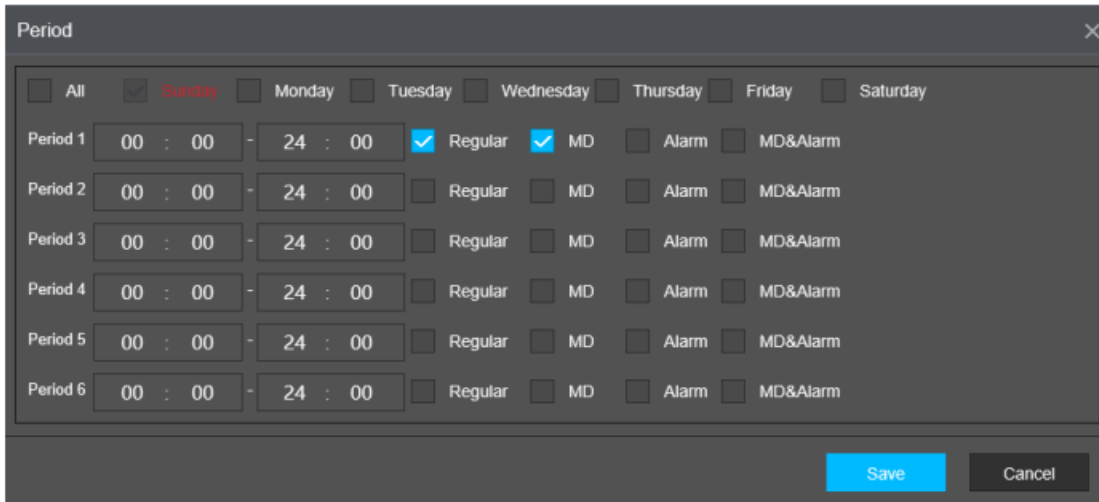 Period
All Sunday Monday Tuesday Wednesday Thursday Friday Saturday
Period 1 00 : 00 - 24 : 00 Regular MD Alarm MD&Alarm
Period 2 00 : 00 - 24 : 00 Regular MD Alarm MD&Alarm
Period 3 00 : 00 - 24 : 00 Regular MD Alarm MD&Alarm
Period 4 00 : 00 - 24 : 00 Regular MD Alarm MD&Alarm
Period 5 00 : 00 - 24 : 00 Regular MD Alarm MD&Alarm
Period 6 00 : 00 - 24 : 00 Regular MD Alarm MD&Alarm
Save Cancel